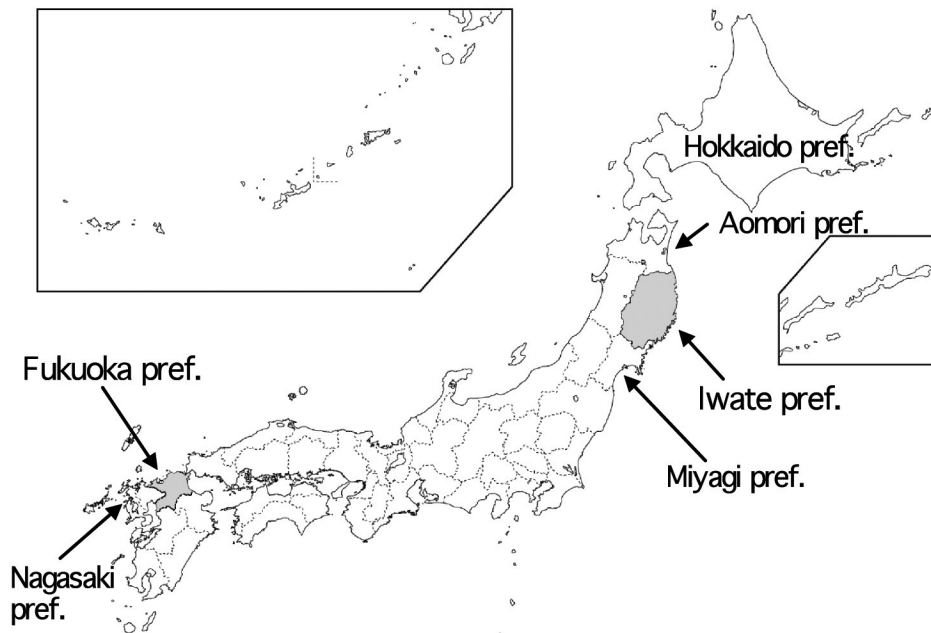 Hokkaido pref.
Aomori pref.
Iwate pref.
Miyagi pref.
Fukuoka pref.
Nagasaki
pref.